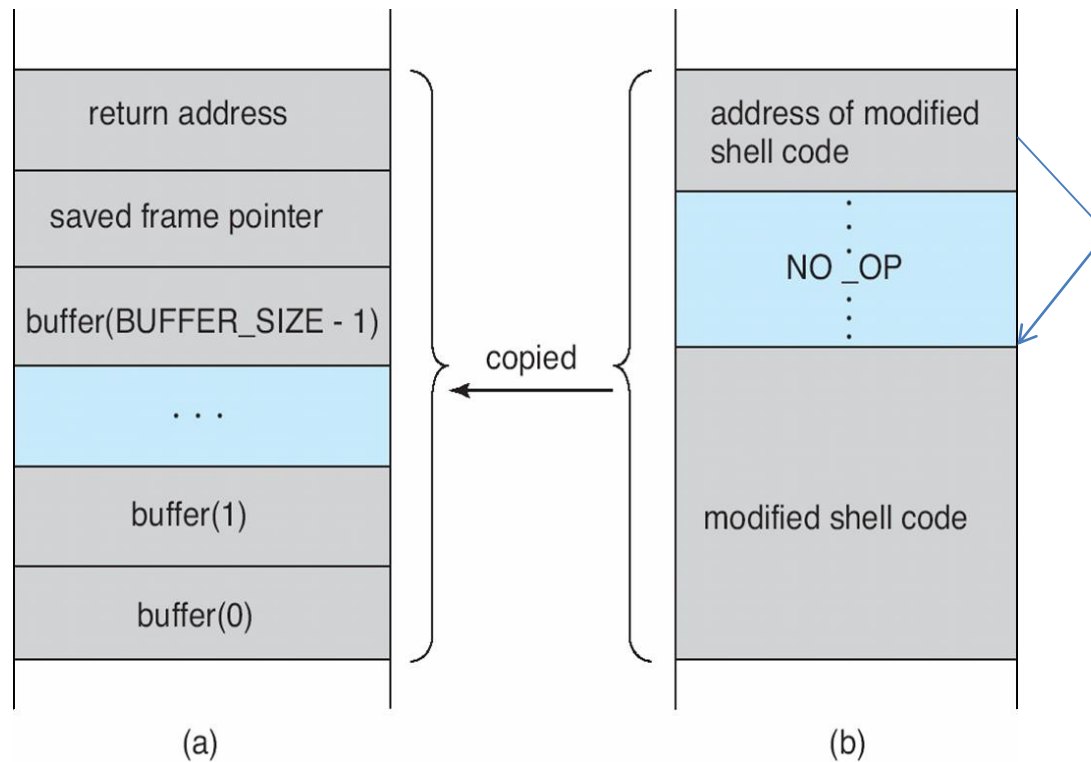 return address
saved frame pointer
buffer(BUFFER_SIZE - 1)
. . .
buffer(1)
buffer(0)
(a)
copied
address of modified
shell code
NO _OP
modified shell code
(b)